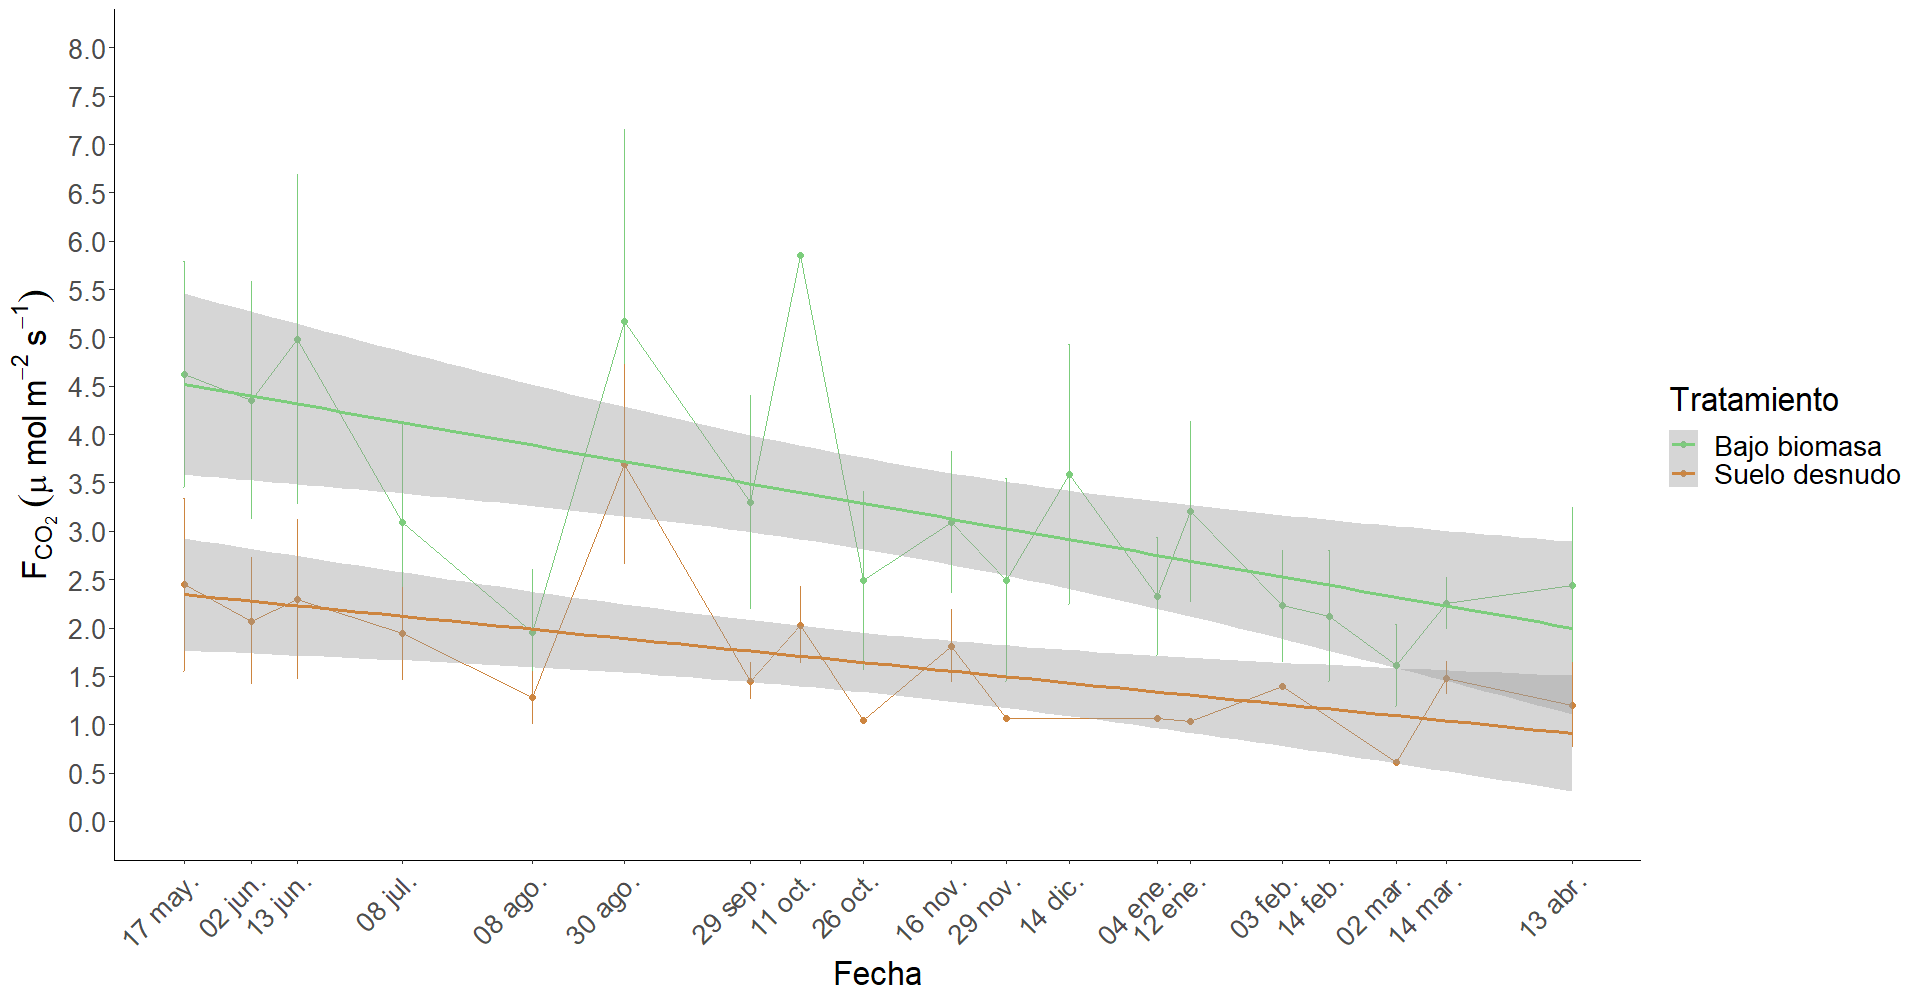 8.0
7.5
7.0
6.5
6.0
5.5
5.0
4.5
4.0
3.5
3.0
2.5
2.0
1.5
1.0
0.5
0.0
F_CO₂ (μ mol m⁻² s⁻¹)
17 may.
02 jun.
13 jun.
08 jul.
08 ago.
30 ago.
29 sep.
11 oct.
26 oct.
16 nov.
29 nov.
14 dic.
04 ene.
12 ene.
03 feb.
14 feb.
02 mar.
14 mar.
13 abr.
Fecha
Tratamiento
Bajo biomasa
Suelo desnudo